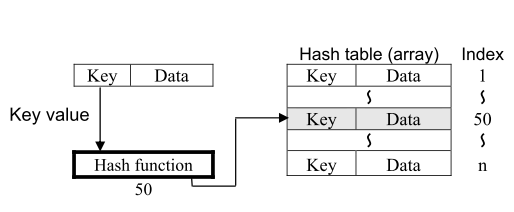 Hash table (array) Index
Key Data
Key Data 1
Key value
Key Data 50
Hash function
Key Data n
50